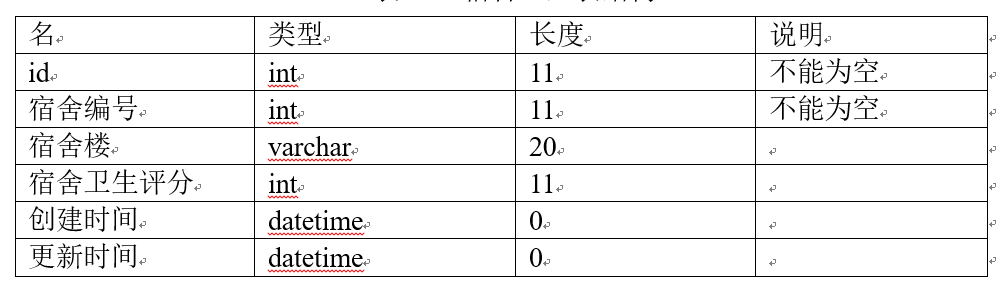 名 类型 长度 说明
id int 11 不能为空
宿舍编号 int 11 不能为空
宿舍楼 varchar 20
宿舍卫生评分 int 11
创建时间 datetime 0
更新时间 datetime 0